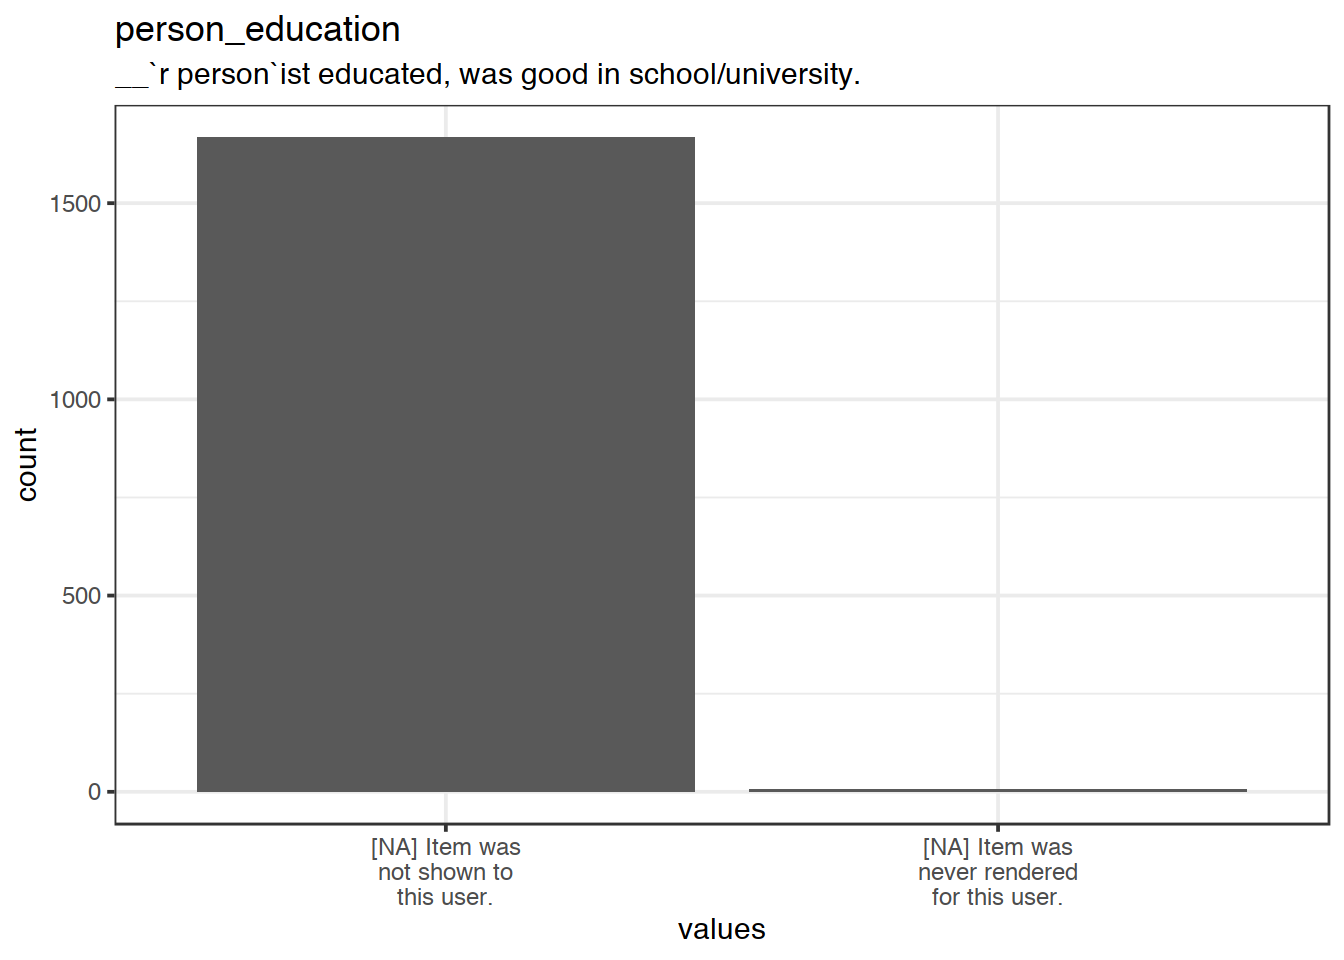 person_education
__`r person`ist educated, was good in school/university.
1500
1000
500
0
count
[NA] Item was
not shown to
this user.
[NA] Item was
never rendered
for this user.
values